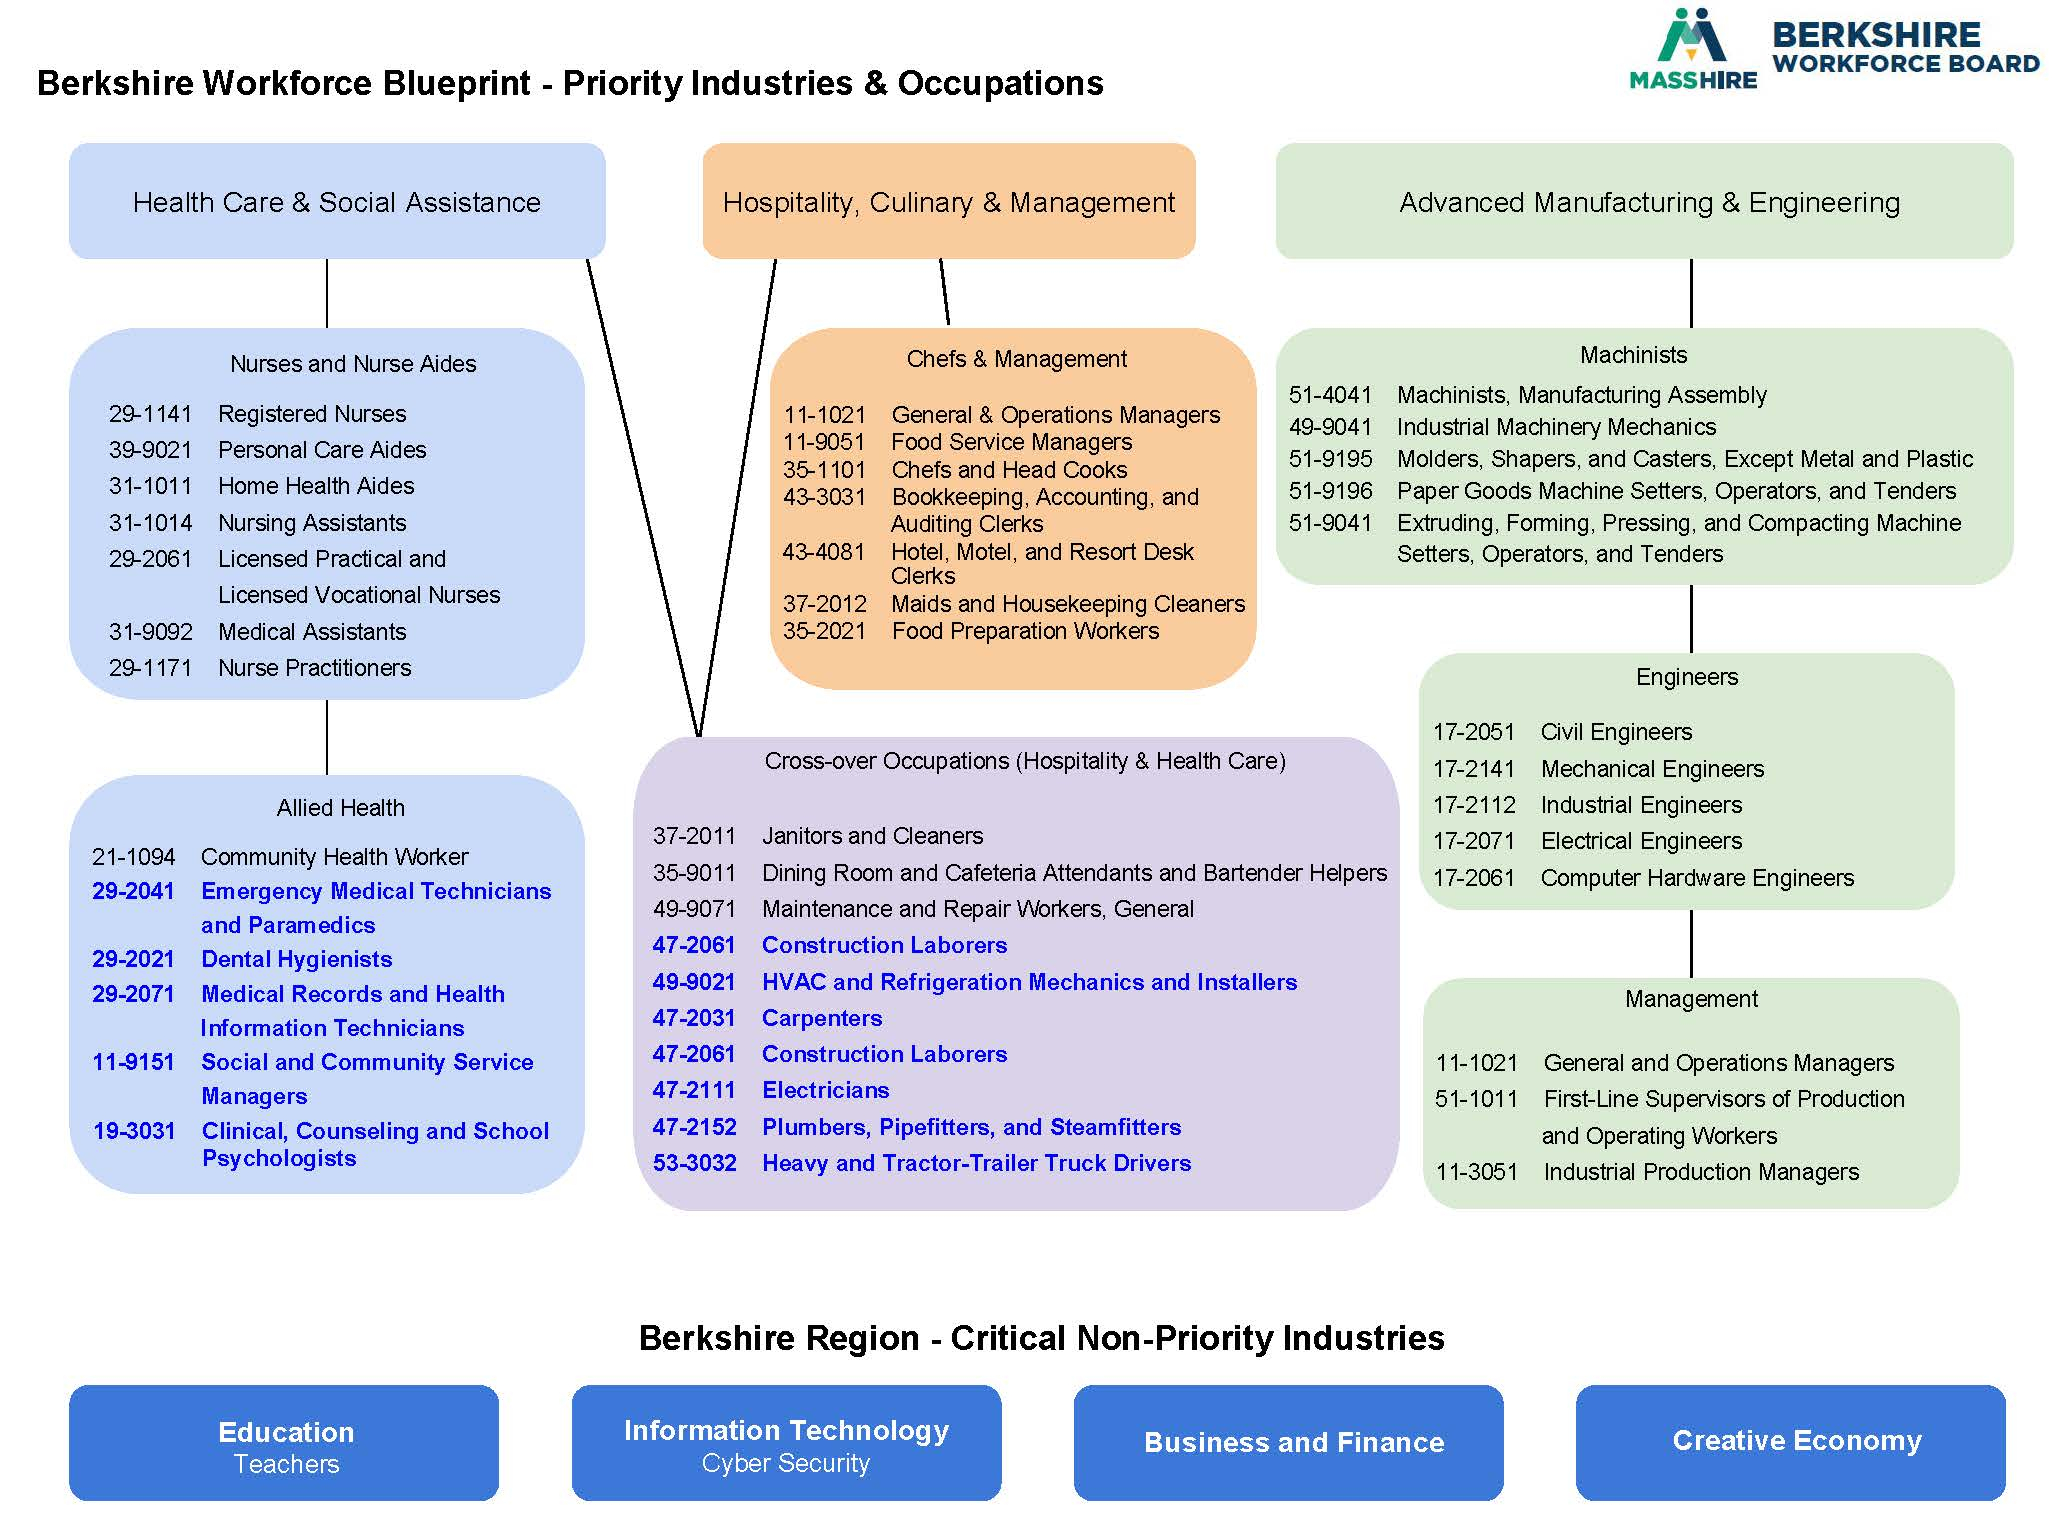 MASSHIRE
BERKSHIRE
WORKFORCE BOARD
Berkshire Workforce Blueprint - Priority Industries & Occupations
Health Care & Social Assistance
Hospitality, Culinary & Management
Advanced Manufacturing & Engineering
Nurses and Nurse Aides
29-1141 Registered Nurses
39-9021 Personal Care Aides
31-1011 Home Health Aides
31-1014 Nursing Assistants
29-2061 Licensed Practical and
Licensed Vocational Nurses
31-9092 Medical Assistants
29-1171 Nurse Practitioners
Allied Health
21-1094 Community Health Worker
29-2041 Emergency Medical Technicians
and Paramedics
29-2021 Dental Hygienists
29-2071 Medical Records and Health
Information Technicians
11-9151 Social and Community Service
Managers
19-3031 Clinical, Counseling and School
Psychologists
Chefs & Management
11-1021 General & Operations Managers
11-9051 Food Service Managers
35-1101 Chefs and Head Cooks
43-3031 Bookkeeping, Accounting, and
Auditing Clerks
43-4081 Hotel, Motel, and Resort Desk
Clerks
37-2012 Maids and Housekeeping Cleaners
35-2021 Food Preparation Workers
Cross-over Occupations (Hospitality & Health Care)
37-2011 Janitors and Cleaners
35-9011 Dining Room and Cafeteria Attendants and Bartender Helpers
49-9071 Maintenance and Repair Workers, General
47-2061 Construction Laborers
49-9021 HVAC and Refrigeration Mechanics and Installers
47-2031 Carpenters
47-2061 Construction Laborers
47-2111 Electricians
47-2152 Plumbers, Pipefitters, and Steamfitters
53-3032 Heavy and Tractor-Trailer Truck Drivers
Machinists
51-4041 Machinists, Manufacturing Assembly
49-9041 Industrial Machinery Mechanics
51-9195 Molders, Shapers, and Casters, Except Metal and Plastic
51-9196 Paper Goods Machine Setters, Operators, and Tenders
51-9041 Extruding, Forming, Pressing, and Compacting Machine
Setters, Operators, and Tenders
Engineers
17-2051 Civil Engineers
17-2141 Mechanical Engineers
17-2112 Industrial Engineers
17-2071 Electrical Engineers
17-2061 Computer Hardware Engineers
Management
11-1021 General and Operations Managers
51-1011 First-Line Supervisors of Production
and Operating Workers
11-3051 Industrial Production Managers
Berkshire Region - Critical Non-Priority Industries
Education
Teachers
Information Technology
Cyber Security
Business and Finance
Creative Economy